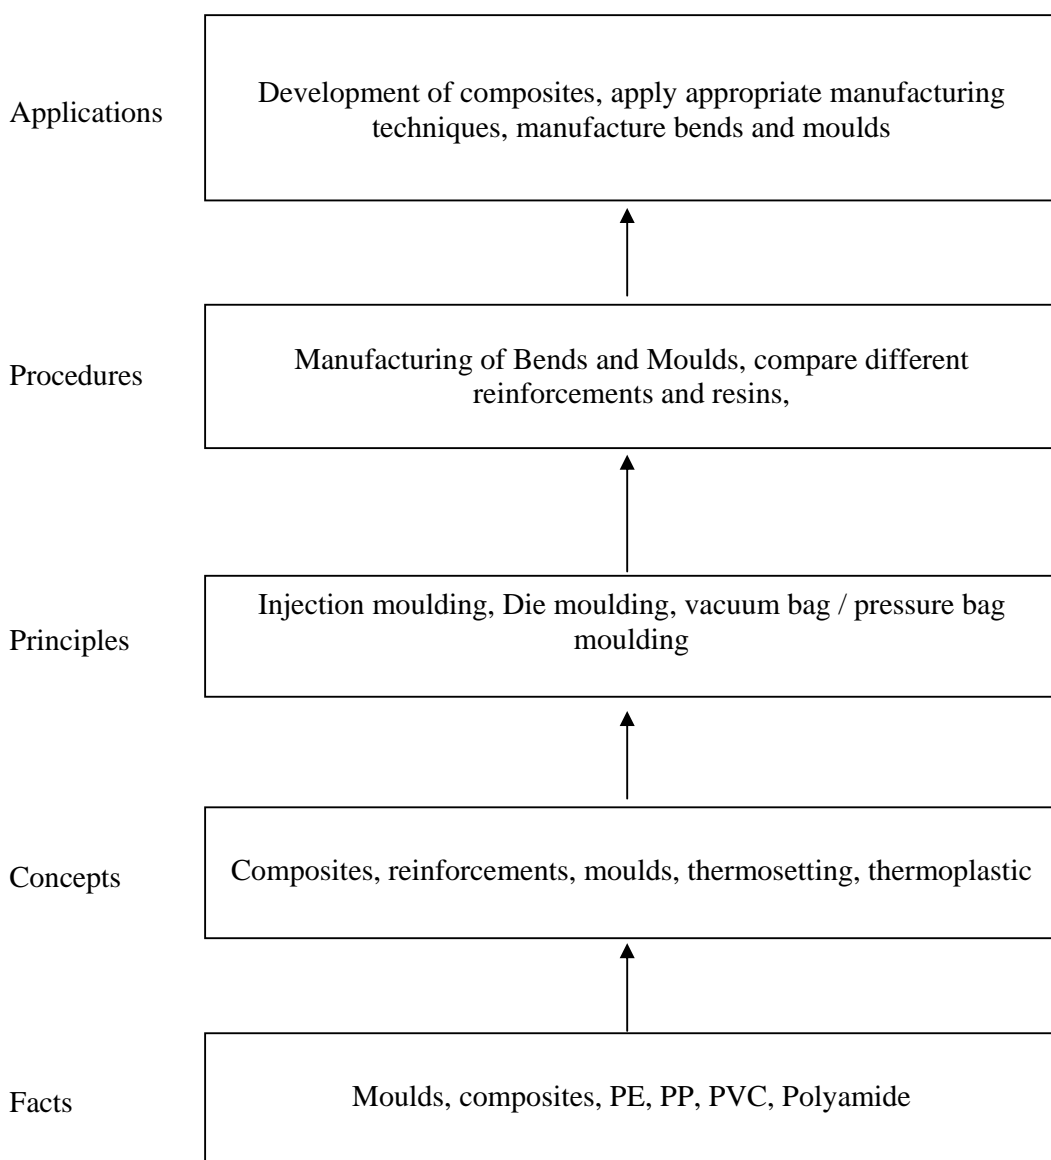 Applications
Development of composites, apply appropriate manufacturing
techniques, manufacture bends and moulds
Procedures
Manufacturing of Bends and Moulds, compare different
reinforcements and resins,
Principles
Injection moulding, Die moulding, vacuum bag / pressure bag
moulding
Concepts
Composites, reinforcements, moulds, thermosetting, thermoplastic
Facts
Moulds, composites, PE, PP, PVC, Polyamide